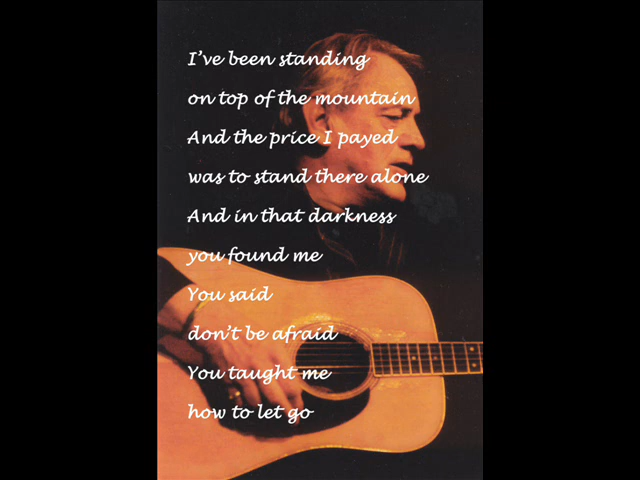 I've been standing
on top of the mountain
And the price I payed
was to stand there alone
And in that darkness
you found me
You said
don't be afraid
You taught me
how to let go